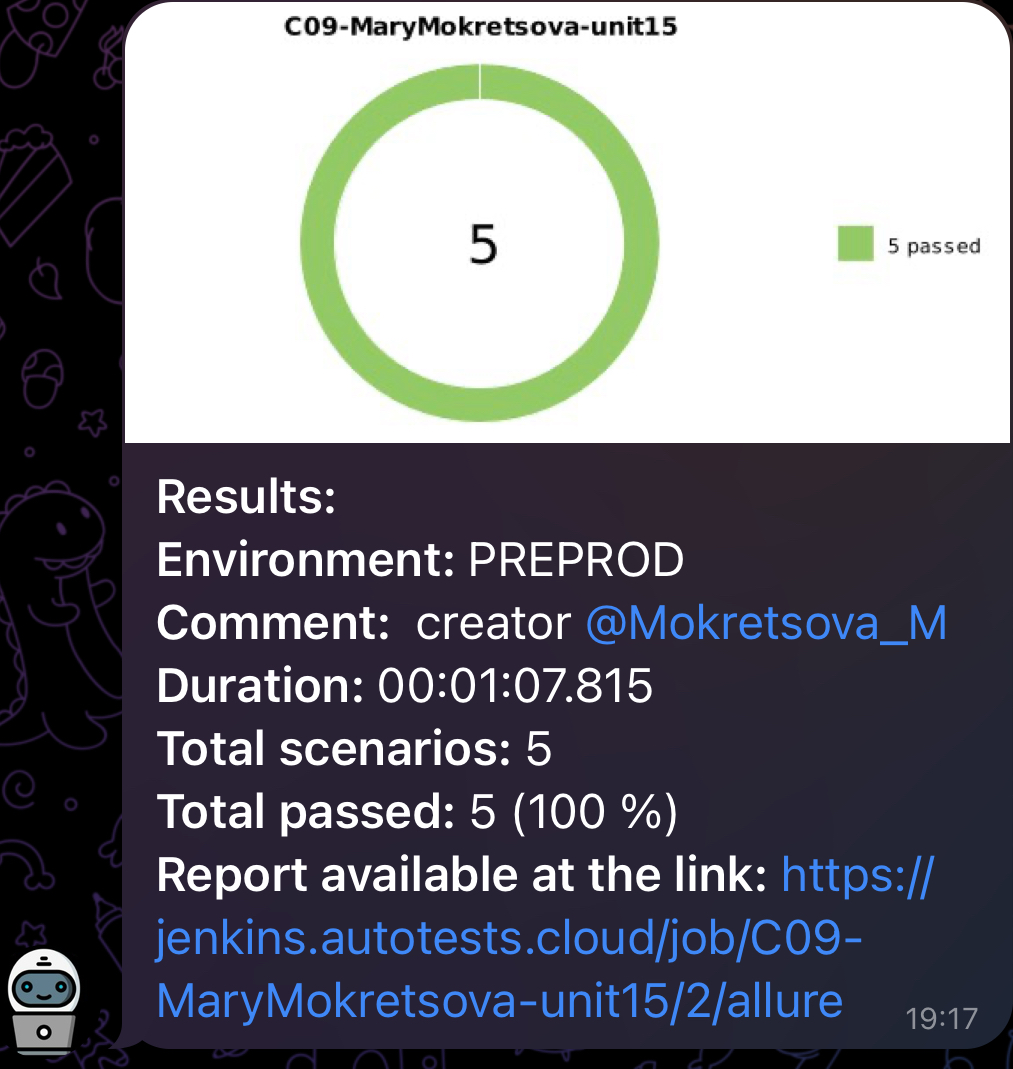 C09-MaryMokretsova-unit15
5
5 passed
Results:
Environment: PREPROD
Comment:  creator @Mokretsova_M
Duration: 00:01:07.815
Total scenarios: 5
Total passed: 5 (100 %)
Report available at the link: https://
jenkins.autotests.cloud/job/C09-
MaryMokretsova-unit15/2/allure
19:17